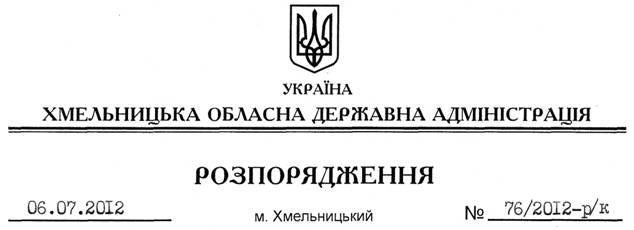 УКРАЇНА
ХМЕЛЬНИЦЬКА ОБЛАСНА ДЕРЖАВНА АДМІНІСТРАЦІЯ
РОЗПОРЯДЖЕННЯ
06.07.2012 м. Хмельницький № 76/2012-р/к